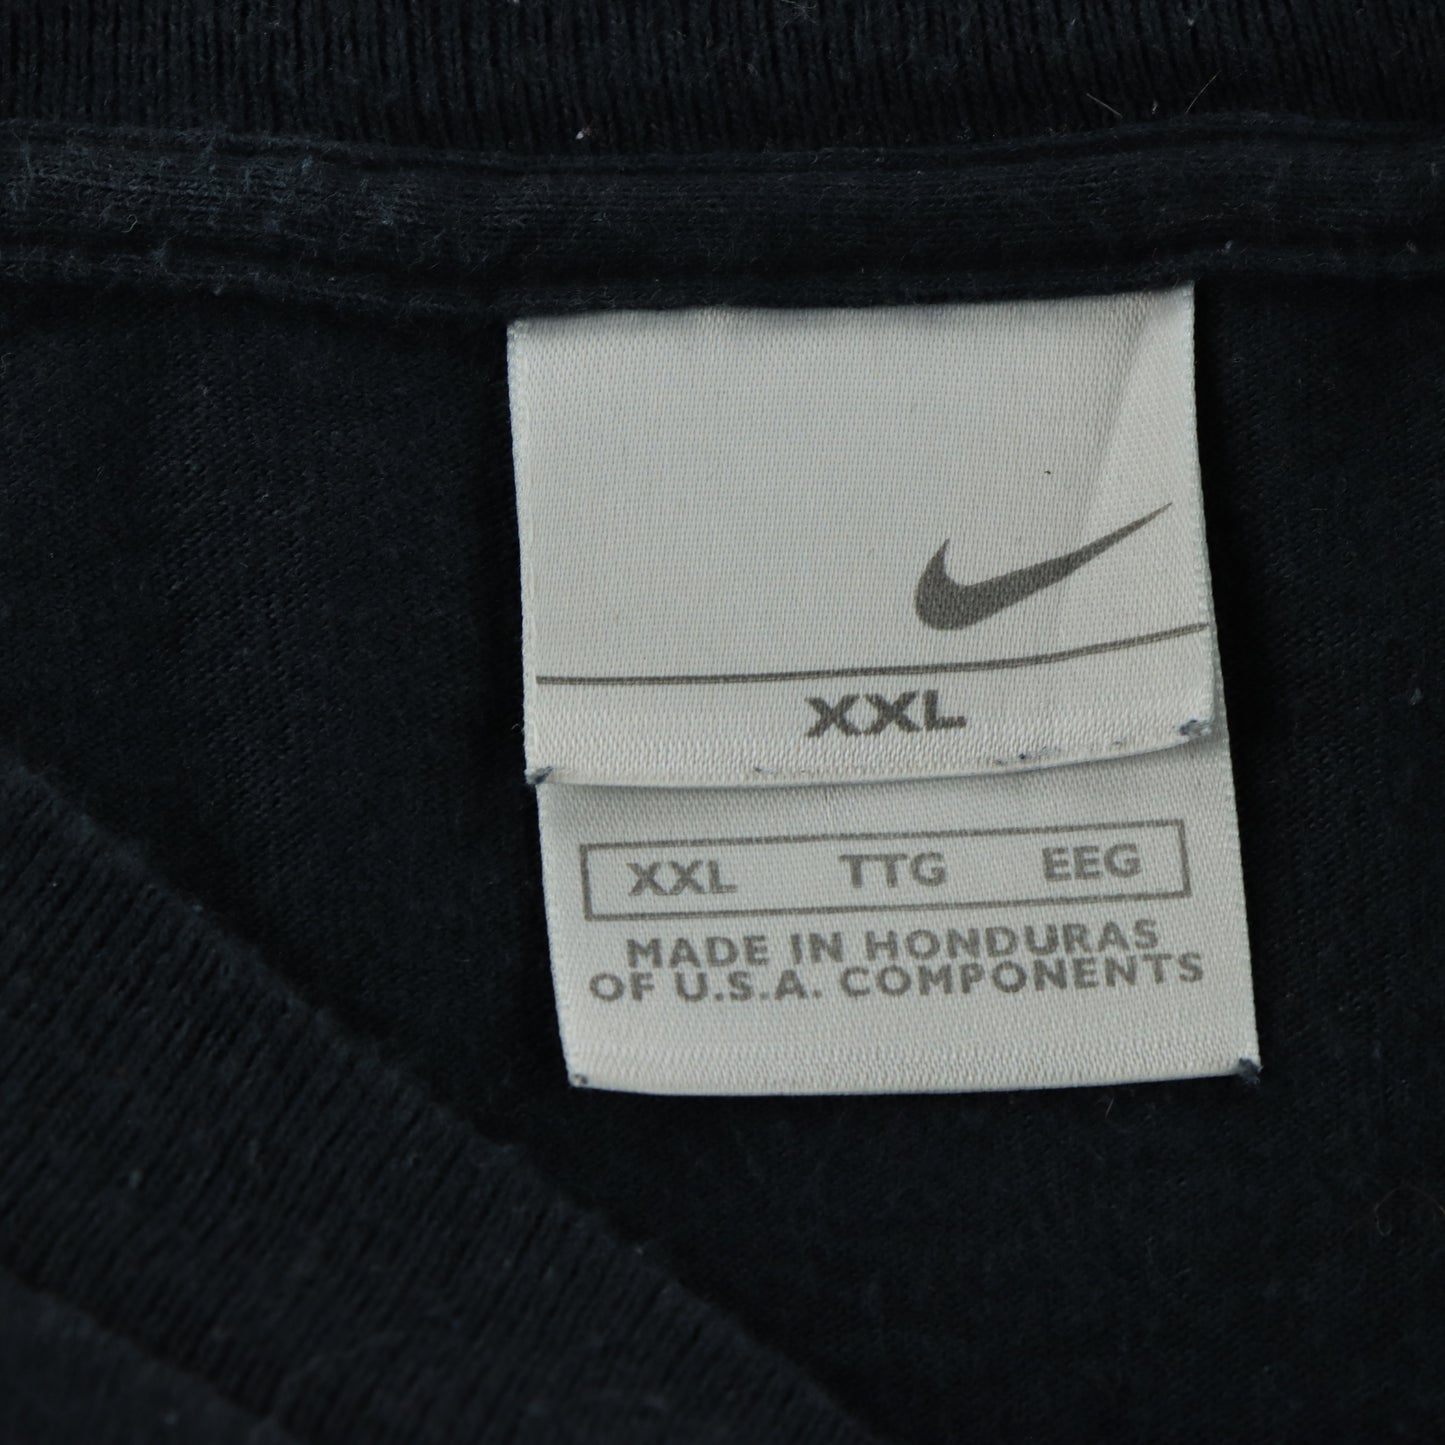 XXL
XXL TTG EEG
MADE IN HONDURAS
OF U.S.A. COMPONENTS